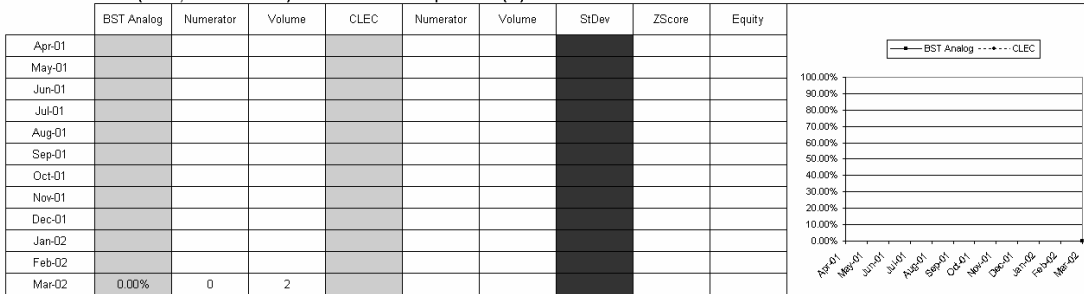 BST Analog Numerator Volume CLEC Numerator Volume StDev ZScore Equity
Apr-01
May-01
Jun-01
Jul-01
Aug-01
Sep-01
Oct-01
Nov-01
Dec-01
Jan-02
Feb-02
Mar-02 0.00% 0 2
BST Analog CLEC
100.00%
90.00%
80.00%
70.00%
60.00%
50.00%
40.00%
30.00%
20.00%
10.00%
0.00%
Apr-01 May-01 Jun-01 Jul-01 Aug-01 Sep-01 Oct-01 Nov-01 Dec-01 Jan-02 Feb-02 Mar-02